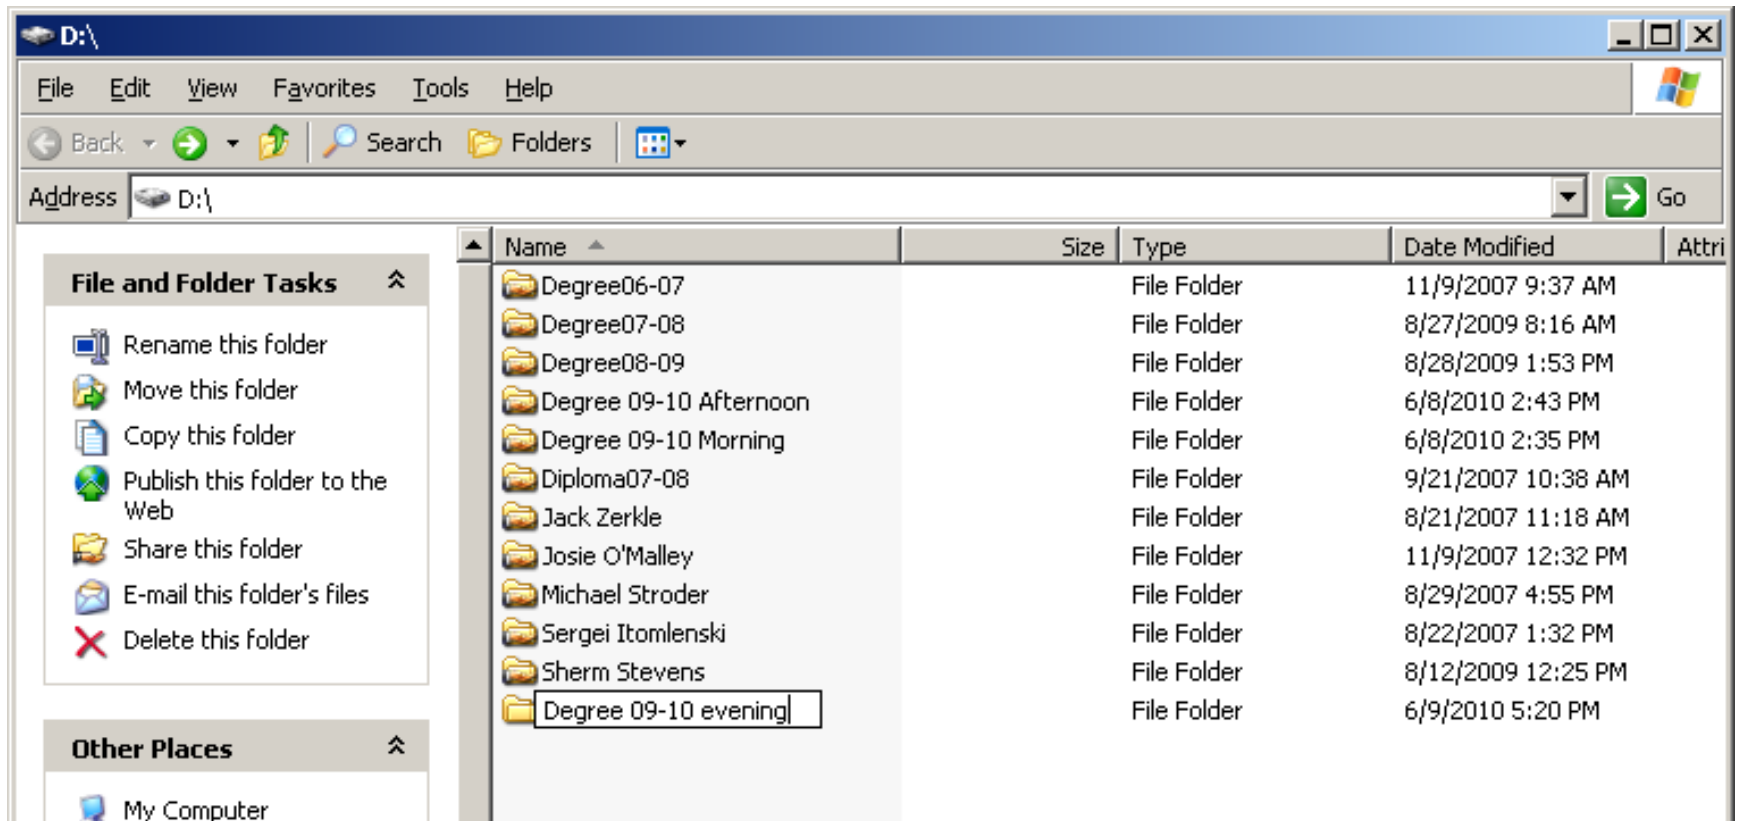 D:\
File Edit View Favorites Tools Help
Back Search Folders
Address D:\ Go
File and Folder Tasks
Rename this folder
Move this folder
Copy this folder
Publish this folder to the
Web
Share this folder
E-mail this folder's files
Delete this folder
Other Places
My Computer
Name Size Type Date Modified Attri
Degree06-07 File Folder 11/9/2007 9:37 AM
Degree07-08 File Folder 8/27/2009 8:16 AM
Degree08-09 File Folder 8/28/2009 1:53 PM
Degree 09-10 Afternoon File Folder 6/8/2010 2:43 PM
Degree 09-10 Morning File Folder 6/8/2010 2:35 PM
Diploma07-08 File Folder 9/21/2007 10:38 AM
Jack Zerkle File Folder 8/21/2007 11:18 AM
Josie O'Malley File Folder 11/9/2007 12:32 PM
Michael Stroder File Folder 8/29/2007 4:55 PM
Sergei Itomlenski File Folder 8/22/2007 1:32 PM
Sherm Stevens File Folder 8/12/2009 12:25 PM
Degree 09-10 evening File Folder 6/9/2010 5:20 PM